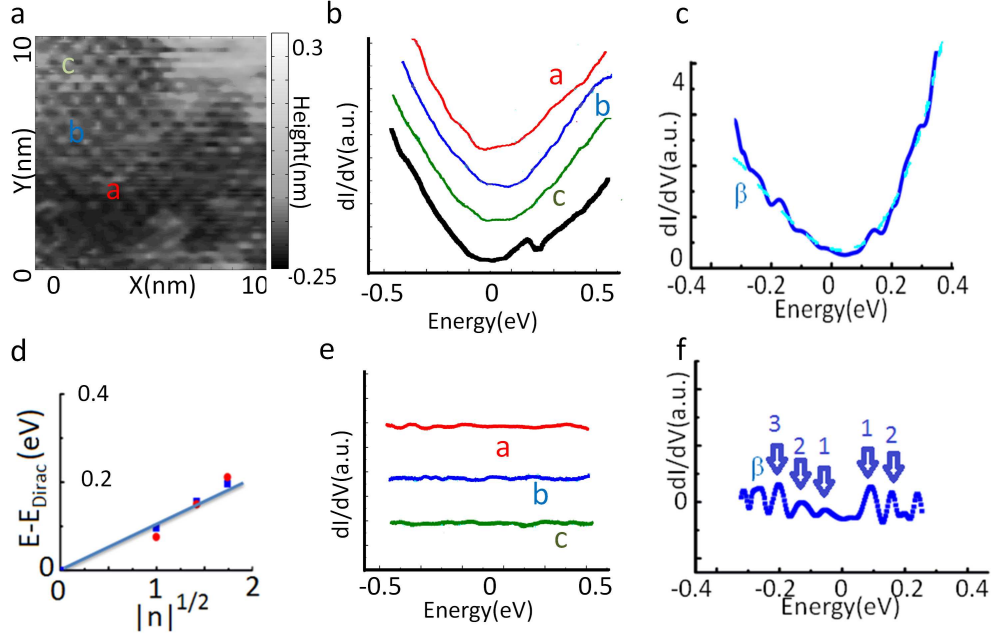 a
10
Y(nm)
0
c
b
a
0
X(nm)
10
0.3
Height(nm)
-0.25
b
dI/dV(a.u.)
a
b
c
-0.5
0
0.5
Energy(eV)
c
dI/dV(a.u.)
4
0
β
-0.4
-0.2
0
0.2
0.4
Energy(eV)
d
E-E_Dirac (eV)
0.4
0.2
0
0
1
2
|n|^1/2
e
dI/dV(a.u.)
a
b
c
-0.5
0
0.5
Energy(eV)
f
dI/dV(a.u.)
0
β
3
2
1
1
2
-0.4
-0.2
0
0.2
0.4
Energy(eV)